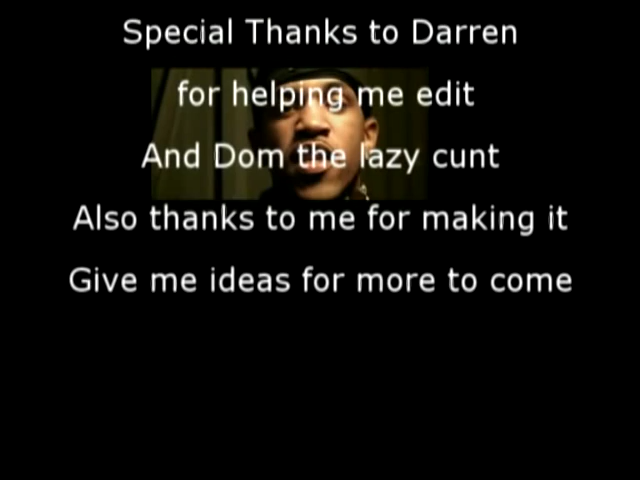 Special Thanks to Darren
for helping me edit
And Dom the lazy cunt
Also thanks to me for making it
Give me ideas for more to come